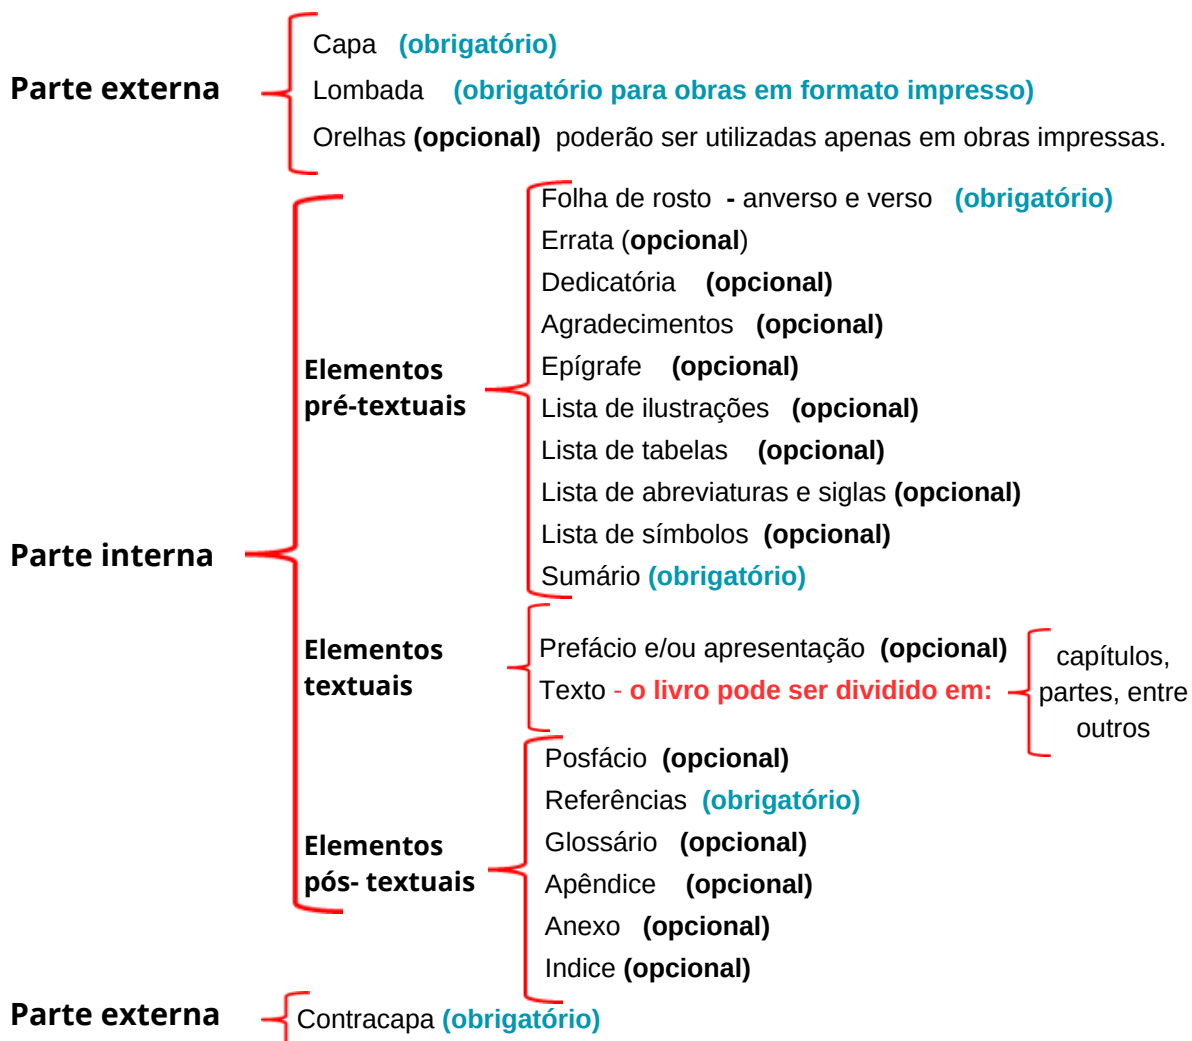 Parte externa
Capa (obrigatório)
Lombada (obrigatório para obras em formato impresso)
Orelhas (opcional) poderão ser utilizadas apenas em obras impressas.
Parte interna
Elementos
pré-textuais
Folha de rosto - anverso e verso (obrigatório)
Errata (opcional)
Dedicatória (opcional)
Agradecimentos (opcional)
Epígrafe (opcional)
Lista de ilustrações (opcional)
Lista de tabelas (opcional)
Lista de abreviaturas e siglas (opcional)
Lista de símbolos (opcional)
Sumário (obrigatório)
Elementos
textuais
Prefácio e/ou apresentação (opcional)
Texto - o livro pode ser dividido em:
capítulos,
partes, entre
outros
Elementos
pós- textuais
Posfácio (opcional)
Referências (obrigatório)
Glossário (opcional)
Apêndice (opcional)
Anexo (opcional)
Indice (opcional)
Parte externa
Contracapa (obrigatório)